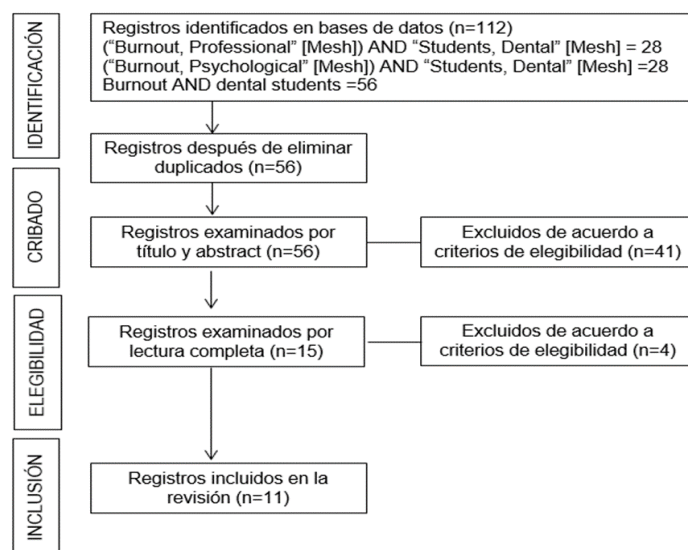 IDENTIFICACIÓN
Registros identificados en bases de datos (n=112)
(“Burnout, Professional” [Mesh]) AND “Students, Dental” [Mesh] = 28
(“Burnout, Psychological” [Mesh]) AND “Students, Dental” [Mesh] =28
Burnout AND dental students =56
Registros después de eliminar
duplicados (n=56)
CRIBADO
Registros examinados por
título y abstract (n=56)
Excluidos de acuerdo a
criterios de elegibilidad (n=41)
ELEGIBILIDAD
Registros examinados por
lectura completa (n=15)
Excluidos de acuerdo a
criterios de elegibilidad (n=4)
INCLUSIÓN
Registros incluidos en la
revisión (n=11)